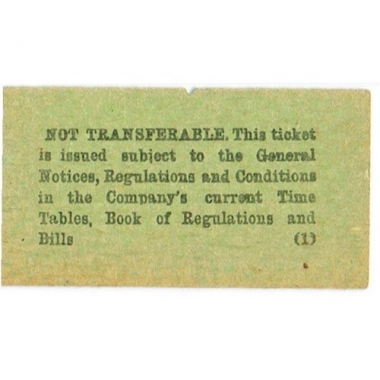 NOT TRANSFERABLE. This ticket
is issued subject to the General
Notices, Regulations and Conditions
in the Company's current Time
Tables, Book of Regulations and
Bills (1)